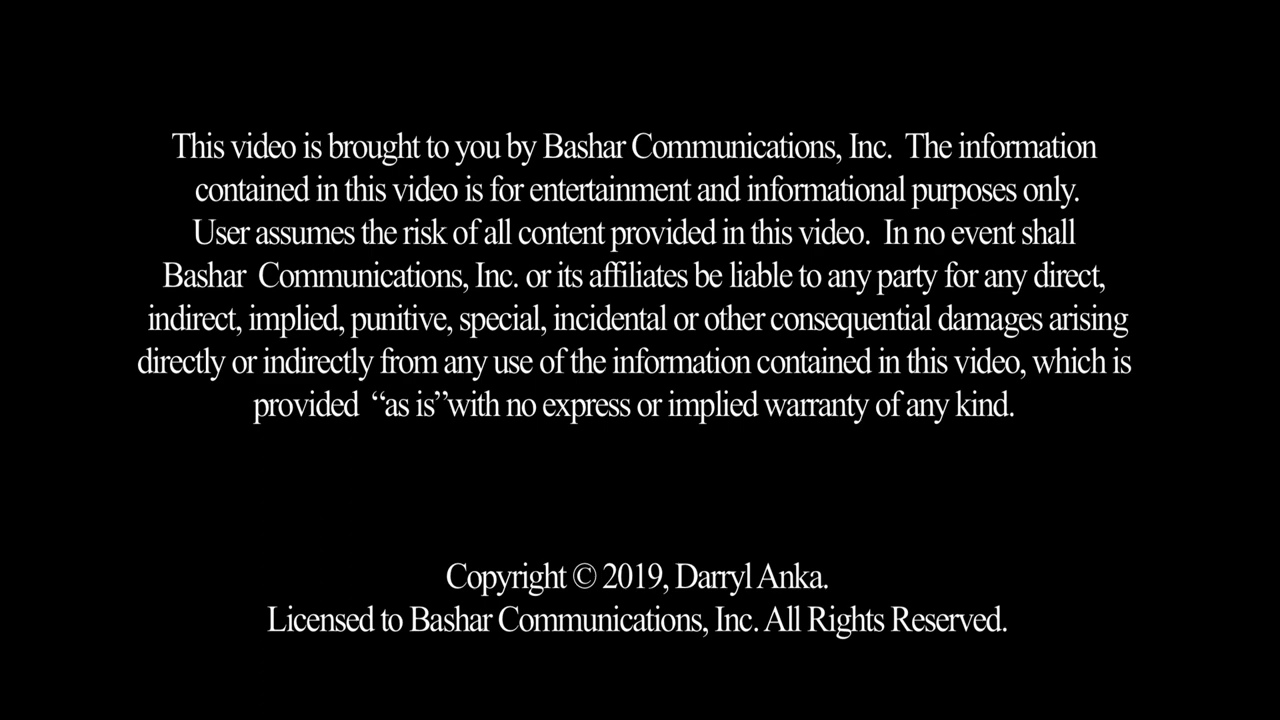 This video is brought to you by Bashar Communications, Inc.  The information
contained in this video is for entertainment and informational purposes only.
User assumes the risk of all content provided in this video.  In no event shall
Bashar  Communications, Inc. or its affiliates be liable to any party for any direct,
indirect, implied, punitive, special, incidental or other consequential damages arising
directly or indirectly from any use of the information contained in this video, which is
provided  “as is”with no express or implied warranty of any kind.
Copyright © 2019, Darryl Anka.
Licensed to Bashar Communications, Inc. All Rights Reserved.